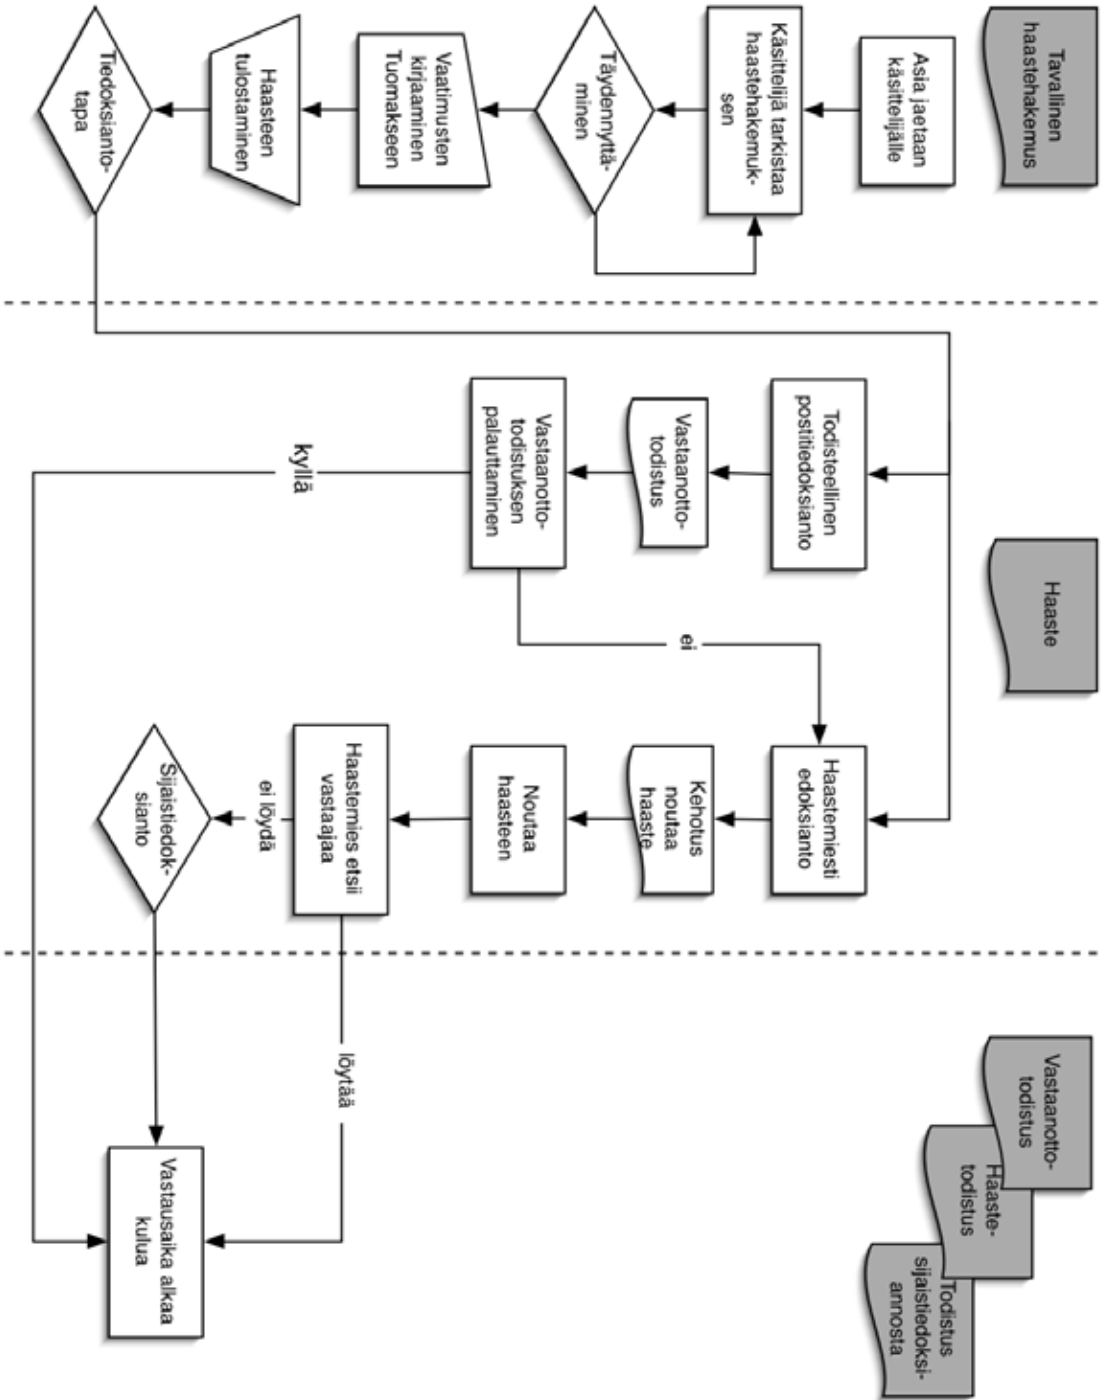 Tavallinen
haastehakemus
Asia jaetaan
käsittelijälle
Käsittelijä tarkistaa
haastehakemuk-
sen
Täydennyttä-
minen
Vaatimusten
kirjaaminen
Tuomakseen
Haasteen
tulostaminen
Tiedoksianto-
tapa
Haaste
Todisteellinen
postitiedoksianto
Vastaanotto-
todistus
Vastaanotto-
todistuksen
palauttaminen
kyllä
ei
Haastemiesti
edoksianto
Kehotus
noutaa
haaste
Noutaa
haasteen
Haastemies etsii
vastaajaa
ei löydä
Sijaistiedok-
sianto
löytää
Vastaanotto-
todistus
Haaste-
todistus
Todistus
sijaistiedoksi-
annosta
Vastausaika alkaa
kulua